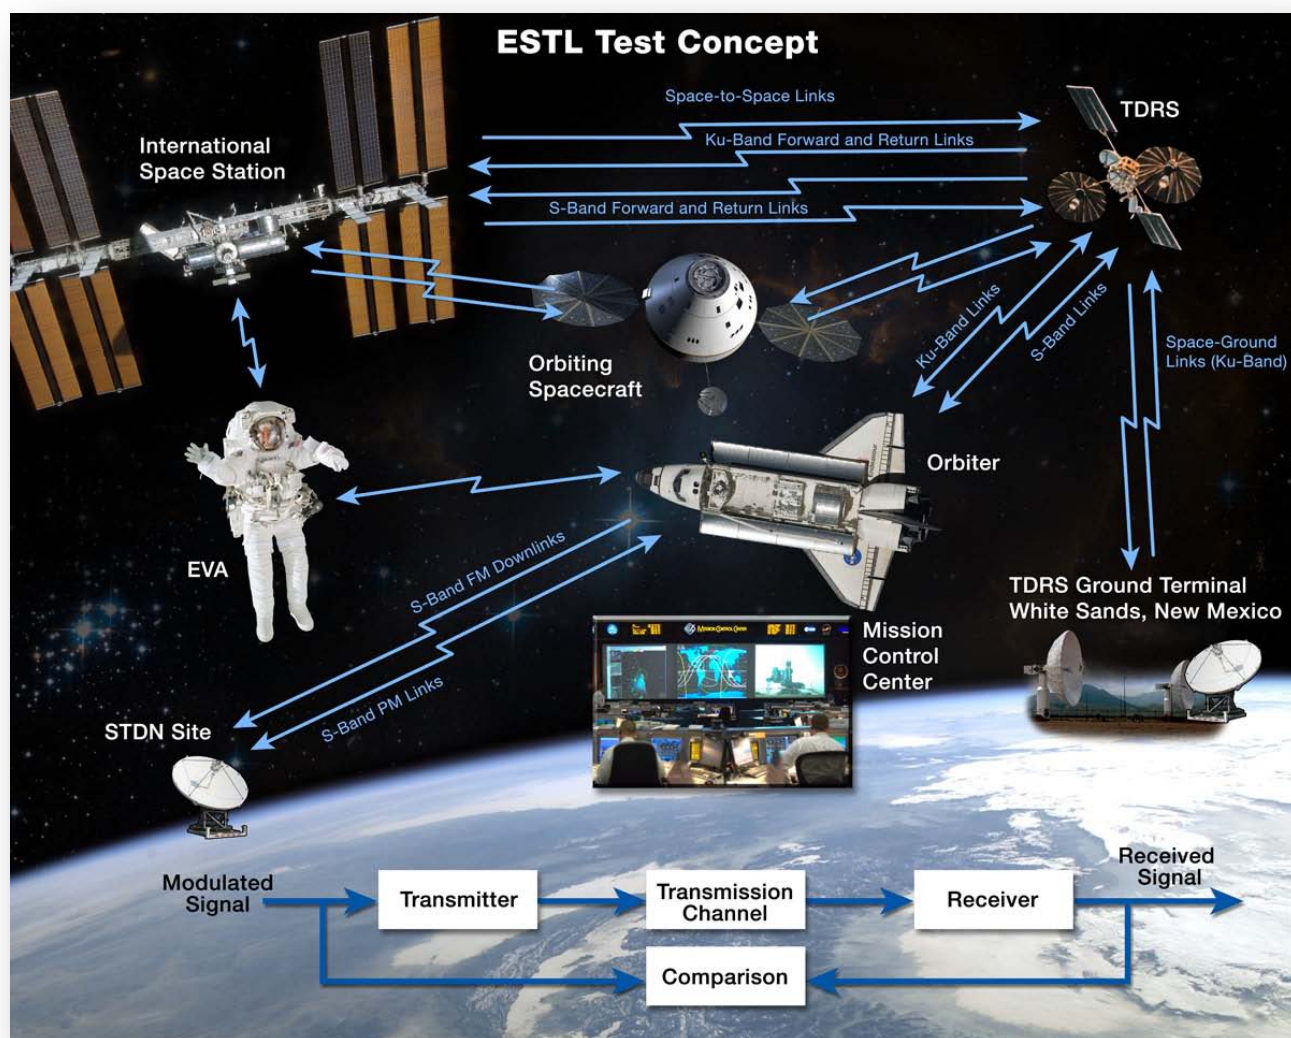 ESTL Test Concept
Space-to-Space Links
TDRS
International
Space Station
Ku-Band Forward and Return Links
S-Band Forward and Return Links
Ku-Band Links
S-Band Links
Space-Ground
Links (Ku-Band)
Orbiting
Spacecraft
Orbiter
EVA
S-Band FM Downlinks
S-Band PM Links
TDRS Ground Terminal
White Sands, New Mexico
Mission
Control
Center
MISSION CONTROL CENTER
STDN Site
Modulated
Signal
Transmitter
Transmission
Channel
Receiver
Received
Signal
Comparison